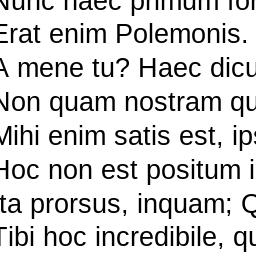 Nunc haec primum for
Erat enim Polemonis.
A mene tu? Haec dicu
Non quam nostram qu
Mihi enim satis est, ips
Hoc non est positum i
Ita prorsus, inquam; Q
Tibi hoc incredibile, qu